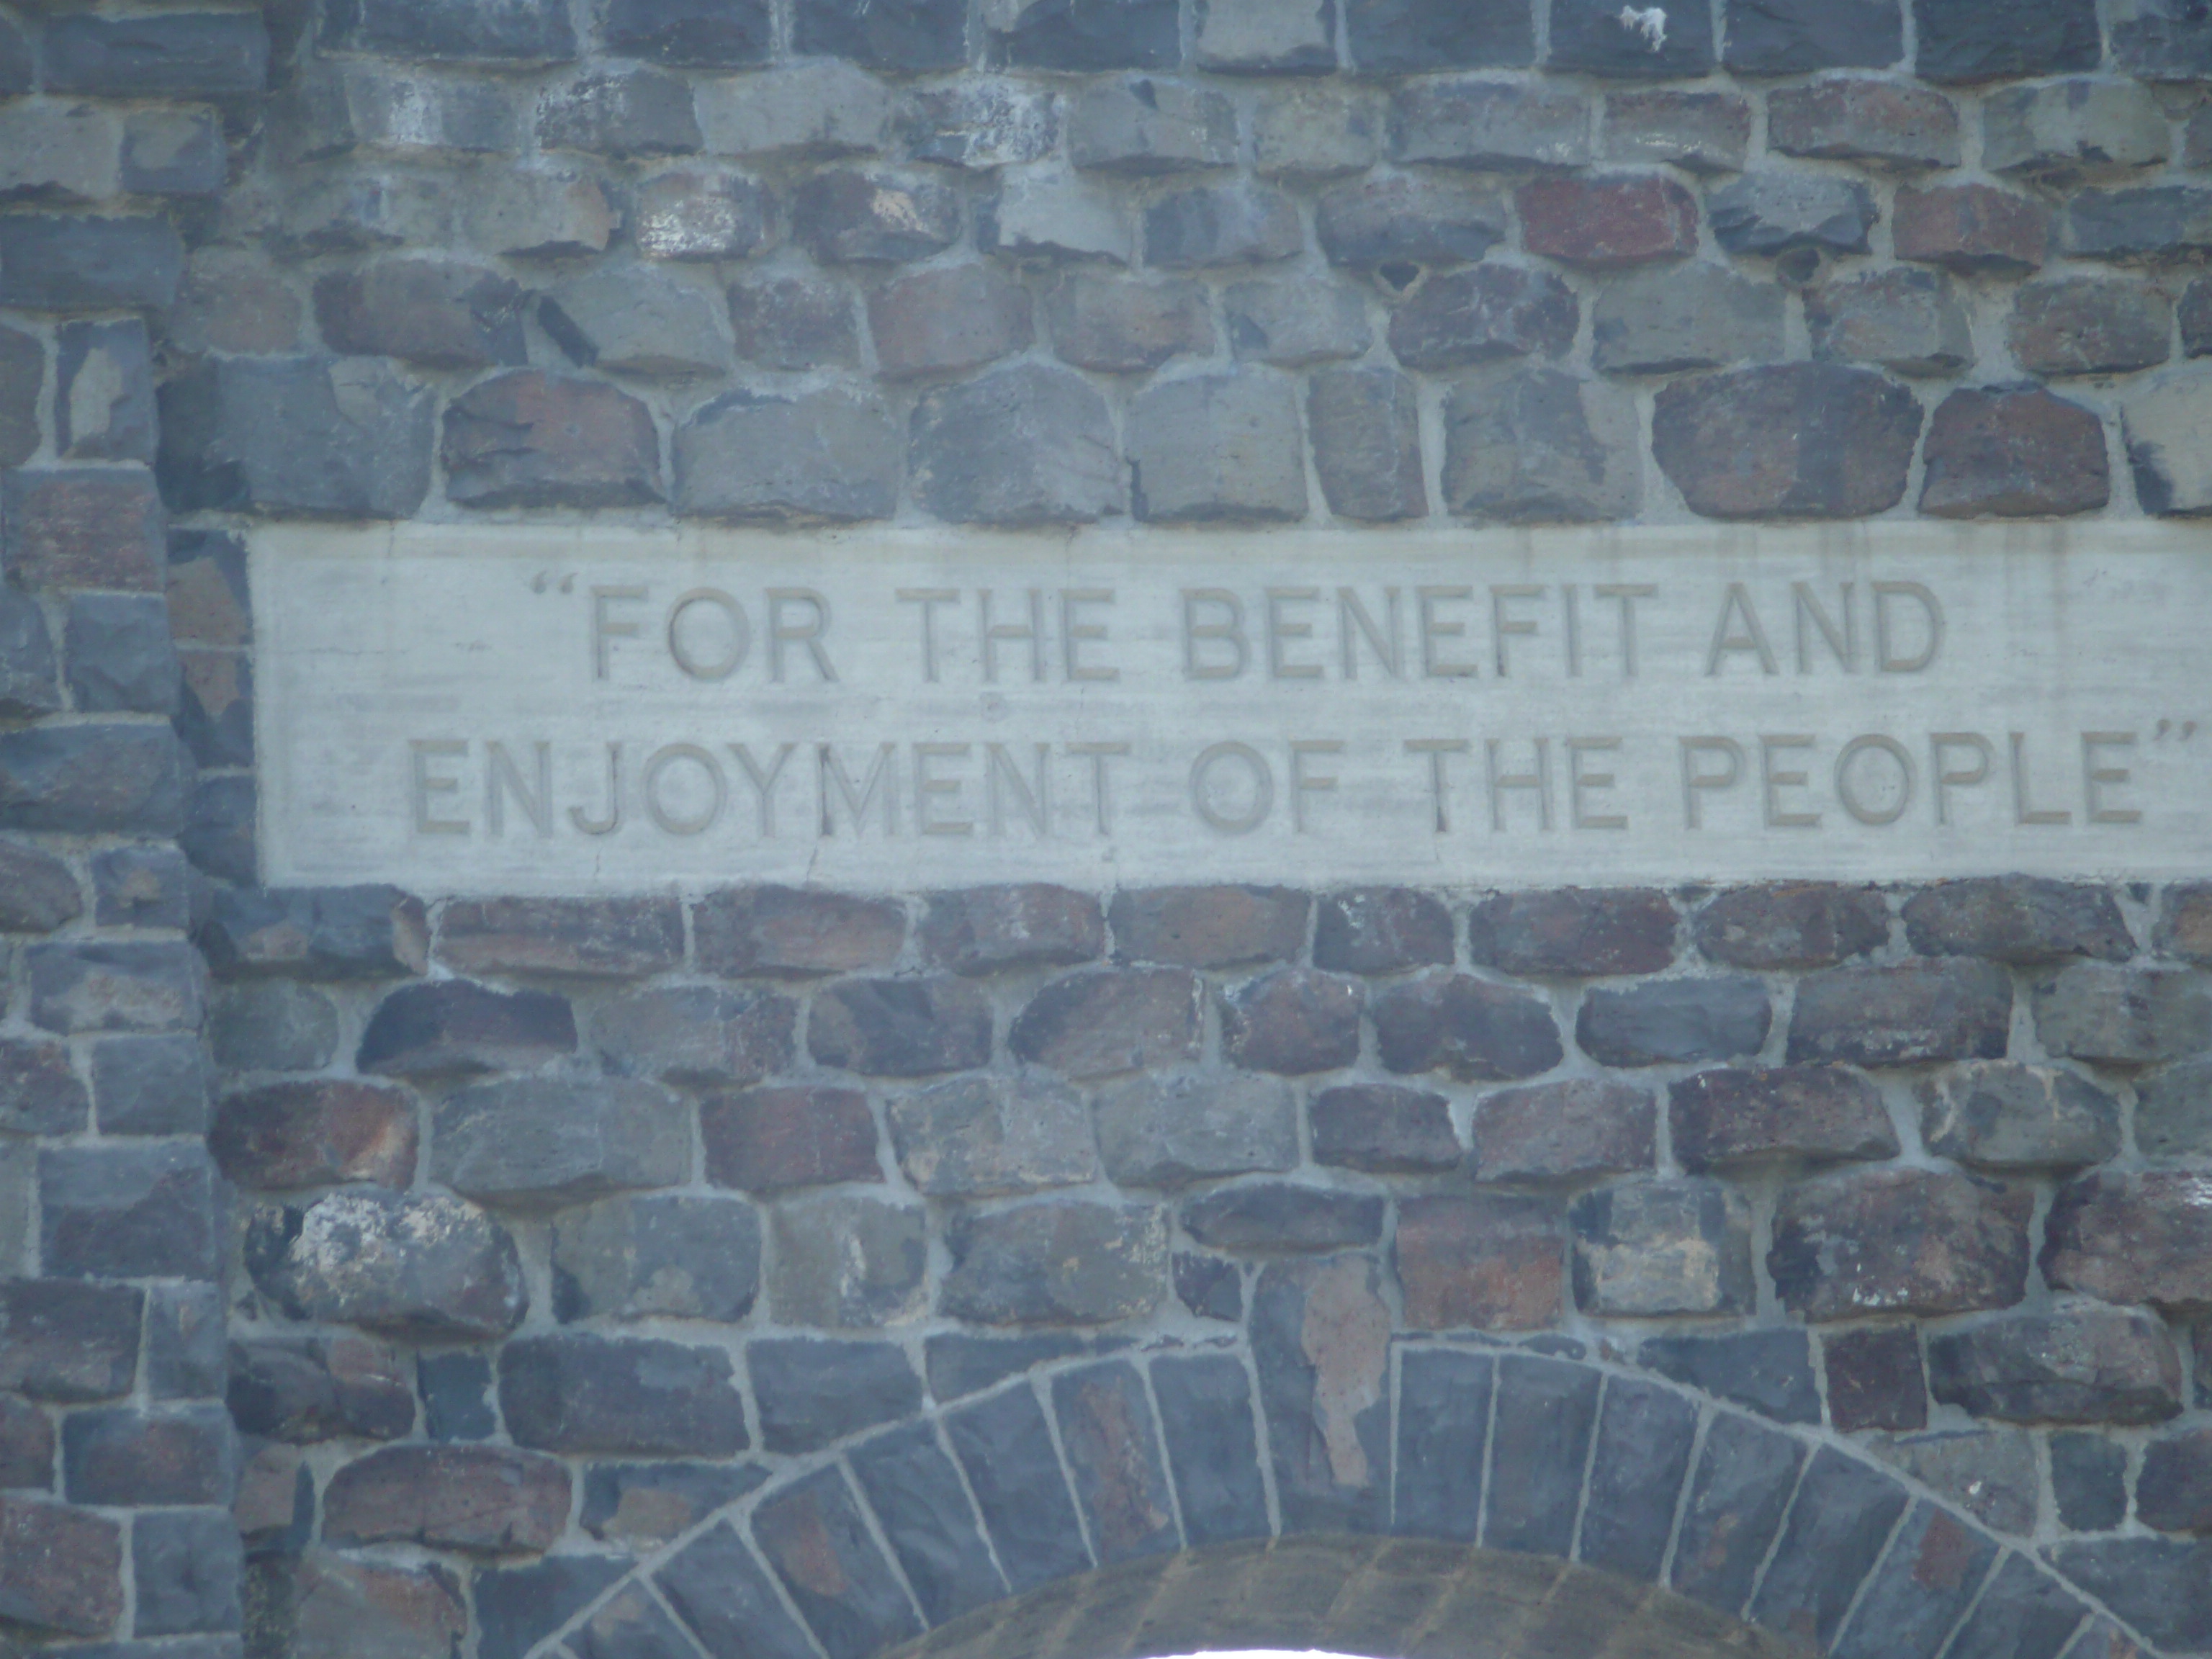 “FOR THE BENEFIT AND
ENJOYMENT OF THE PEOPLE”